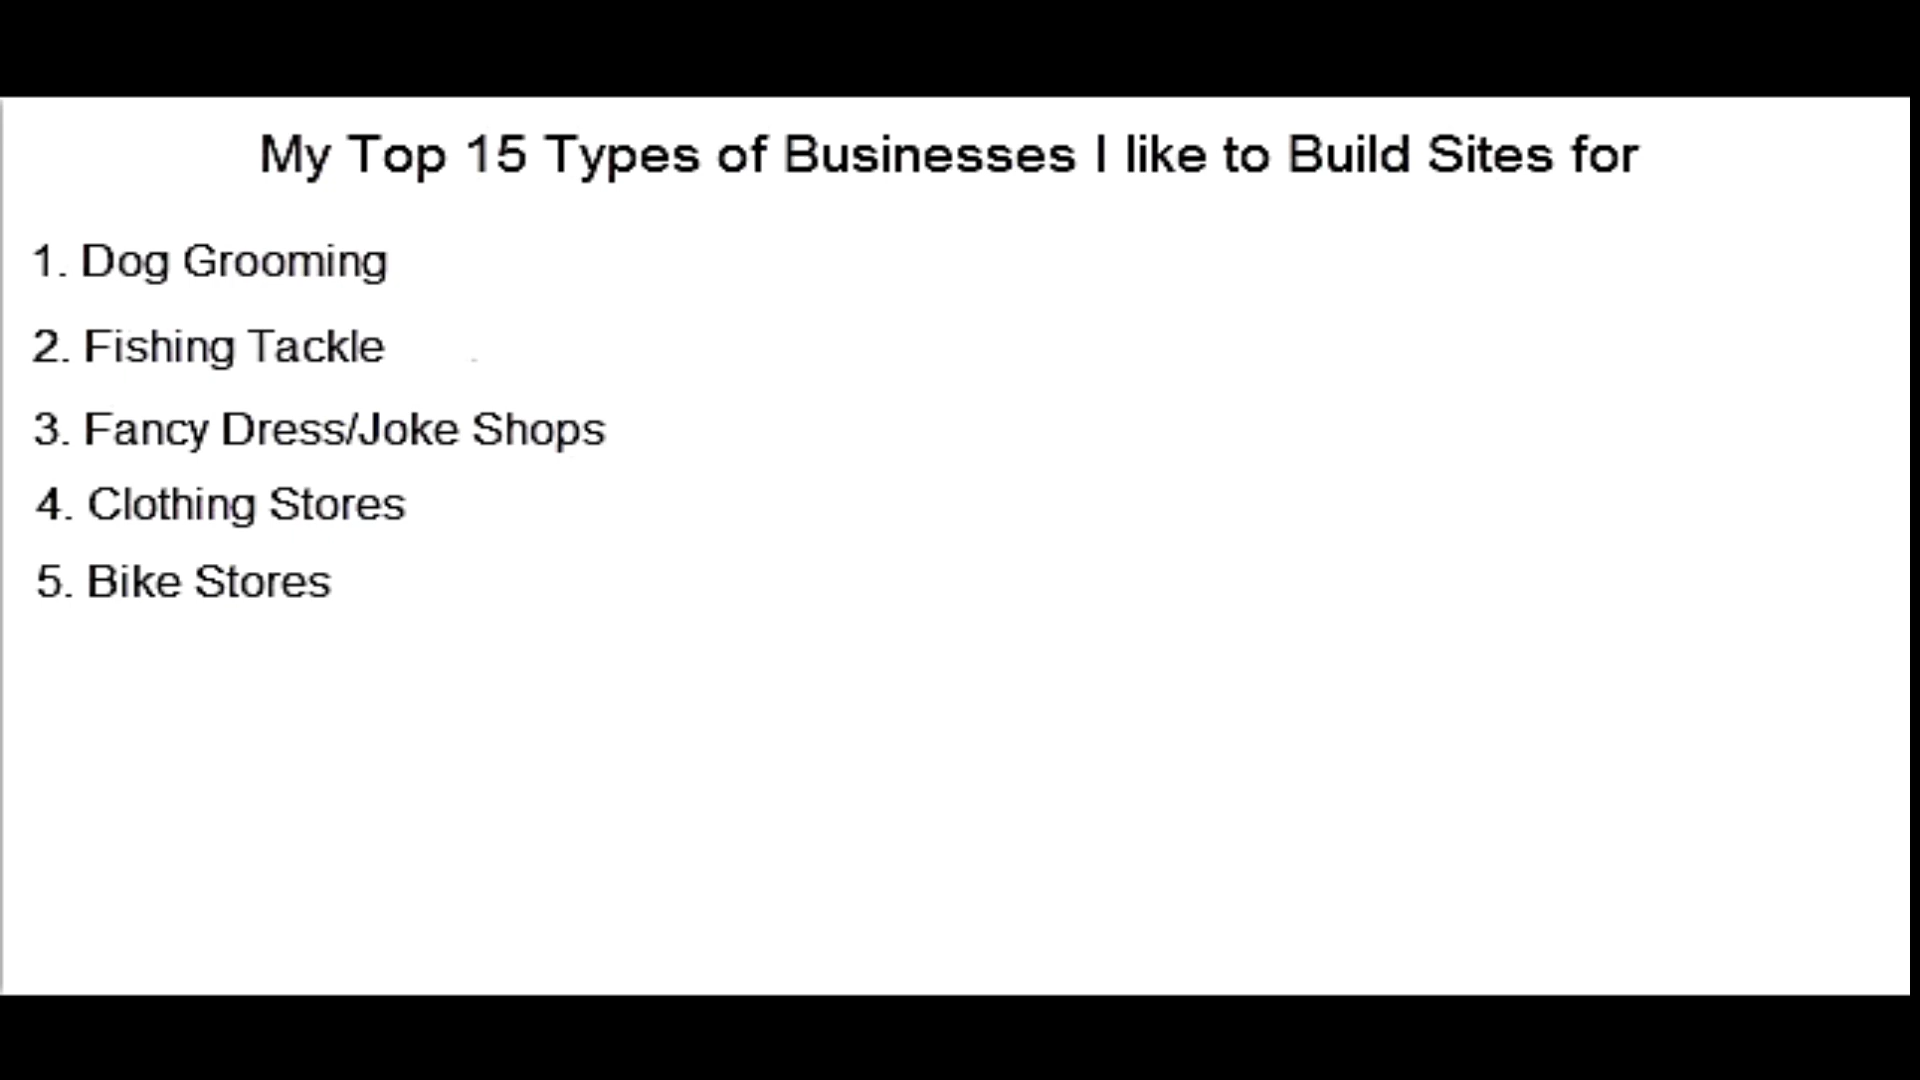 My Top 15 Types of Businesses I like to Build Sites for
1. Dog Grooming
2. Fishing Tackle
3. Fancy Dress/Joke Shops
4. Clothing Stores
5. Bike Stores